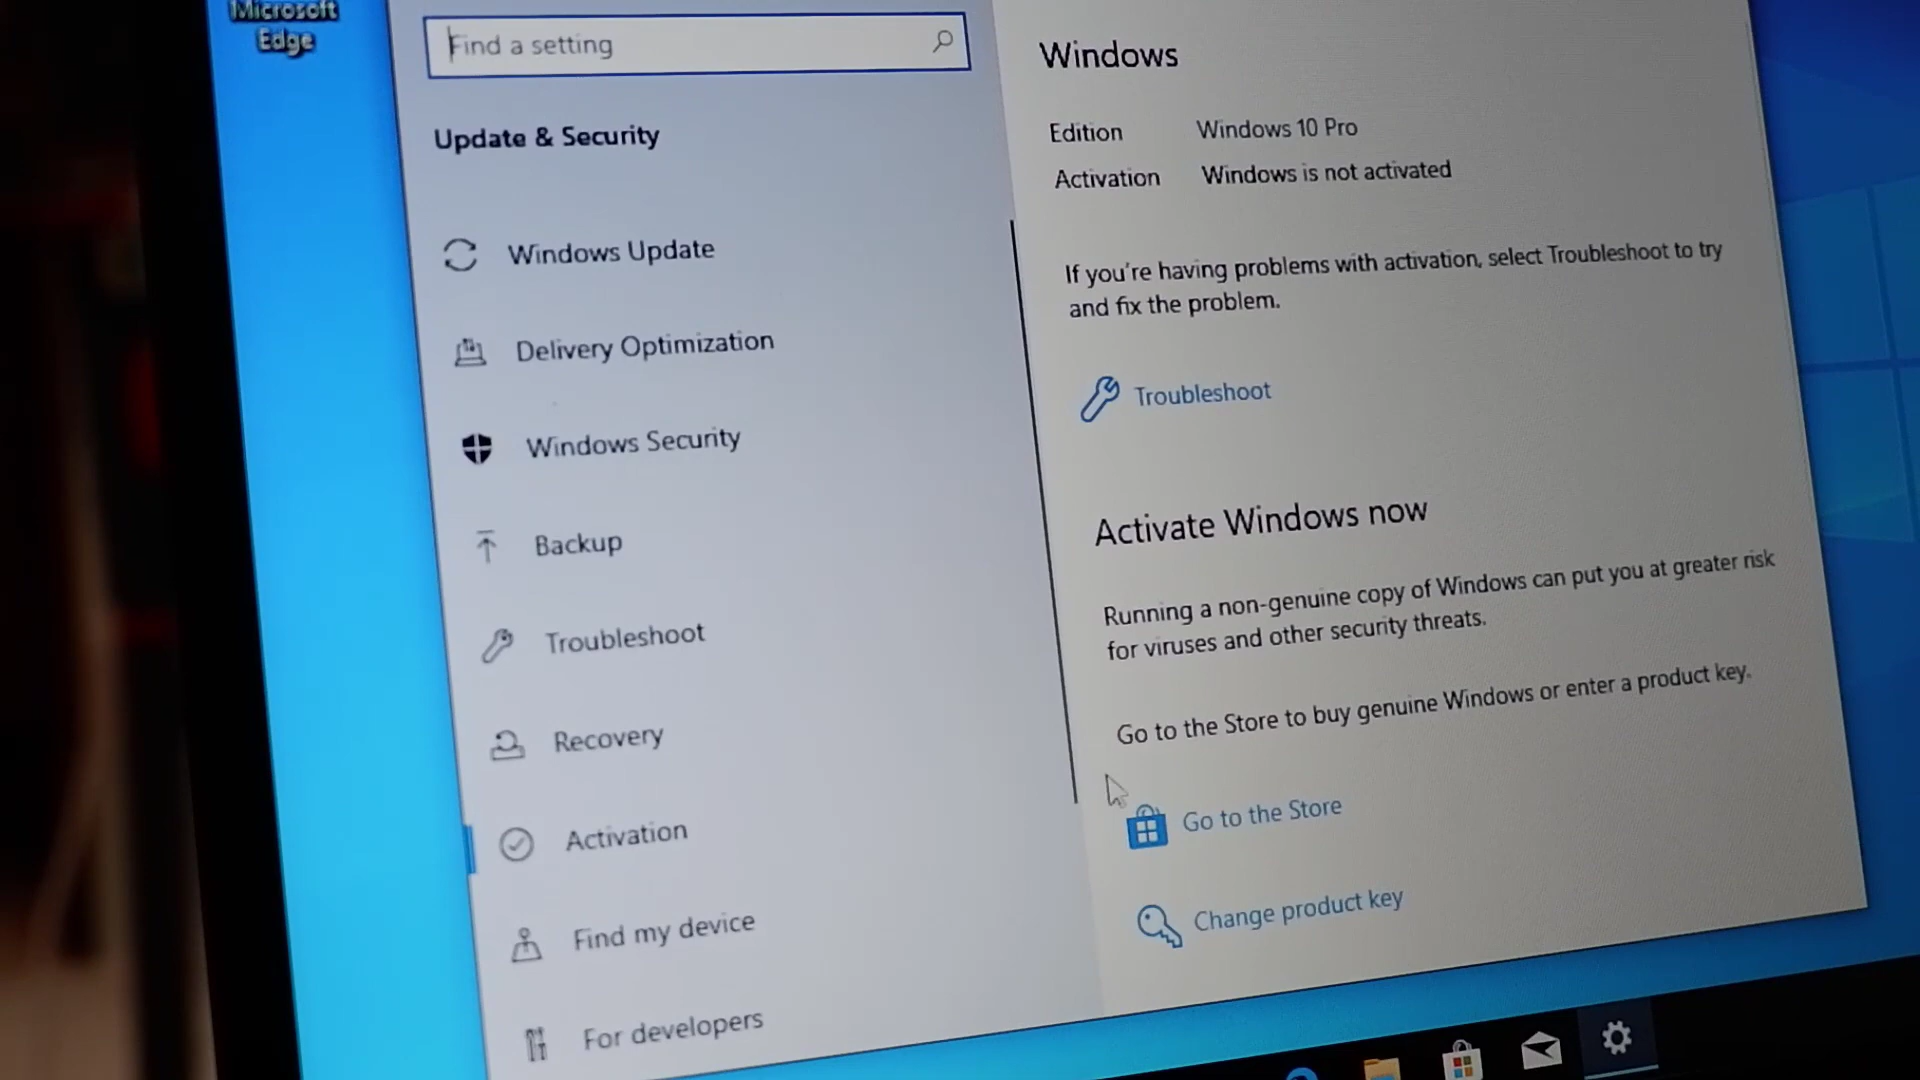 Microsoft
Edge
Find a setting
Update & Security
Windows Update
Delivery Optimization
Windows Security
Backup
Troubleshoot
Recovery
Activation
Find my device
For developers
Windows
Edition Windows 10 Pro
Activation Windows is not activated
If you're having problems with activation, select Troubleshoot to try
and fix the problem.
Troubleshoot
Activate Windows now
Running a non-genuine copy of Windows can put you at greater risk
for viruses and other security threats.
Go to the Store to buy genuine Windows or enter a product key.
Go to the Store
Change product key